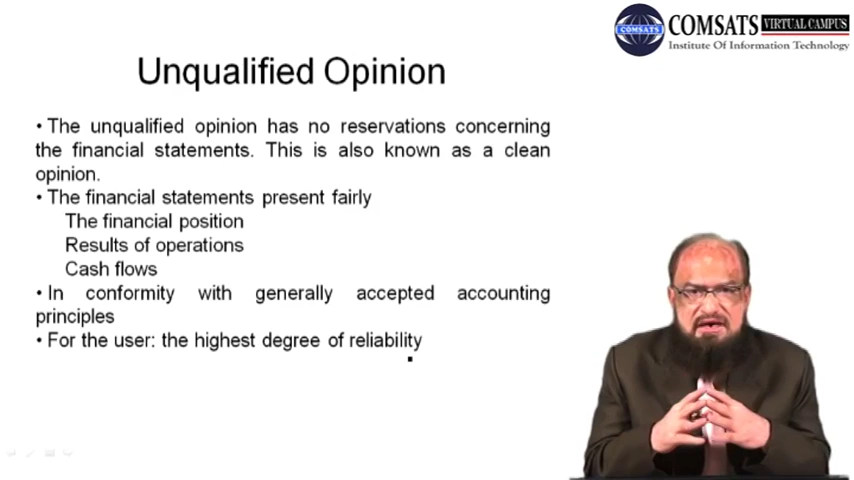 COMSATS VIRTUAL CAMPUS
COMSATS
Institute Of Information Technology
Unqualified Opinion
• The unqualified opinion has no reservations concerning
the financial statements. This is also known as a clean
opinion.
• The financial statements present fairly
The financial position
Results of operations
Cash flows
• In conformity with generally accepted accounting
principles
• For the user: the highest degree of reliability